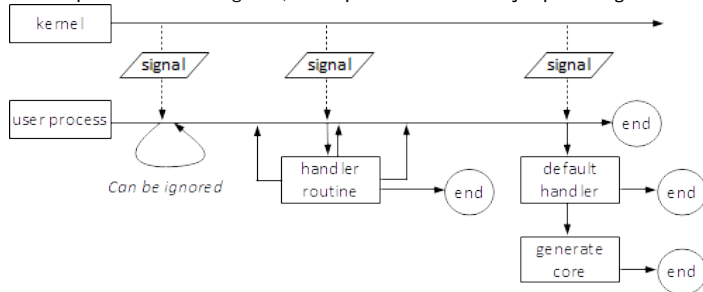 kernel
signal
signal
signal
user process
end
Can be ignored
handler
routine
end
default
handler
end
generate
core
end